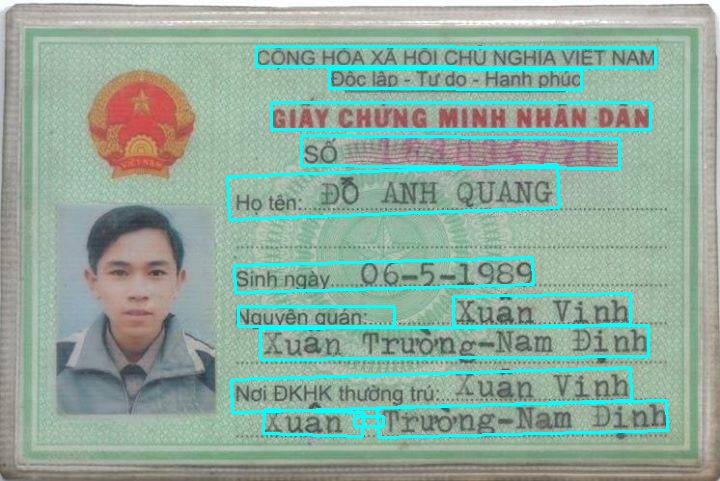 CỘNG HÒA XÃ HỘI CHỦ NGHĨA VIỆT NAM
Độc lập - Tự do - Hạnh phúc
GIẤY CHỨNG MINH NHÂN DÂN
VIỆT NAM
SỐ
Họ tên: ĐỖ ANH QUANG
Sinh ngày 06-5-1989
Nguyên quán: Xuân Vinh
Xuân Trường-Nam Định
Nơi ĐKHK thường trú: Xuân Vinh
Xuân Trường-Nam Định